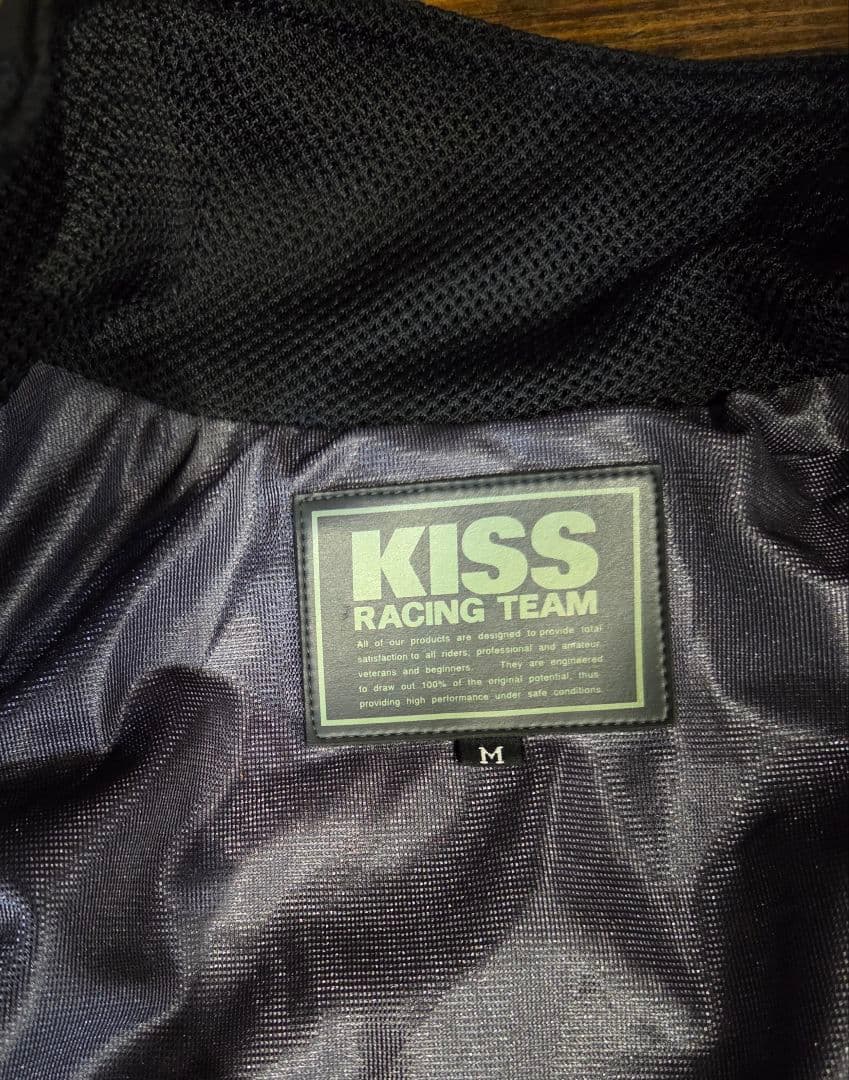 KISS
RACING TEAM
All of our products are designed to provide total
satisfaction to all riders, professional and amateur,
veterans and beginners. They are engineered
to draw out 100% of the original potential, thus
providing high performance under safe conditions.
M